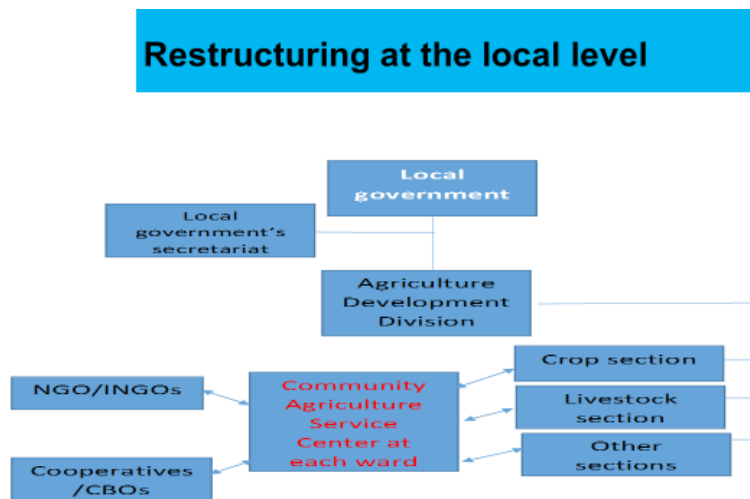 Restructuring at the local level
Local
government
Local
government's
secretariat
Agriculture
Development
Division
Crop section
NGO/INGOs
Community
Agriculture
Service
Center at
each ward
Livestock
section
Other
sections
Cooperatives
/CBOs